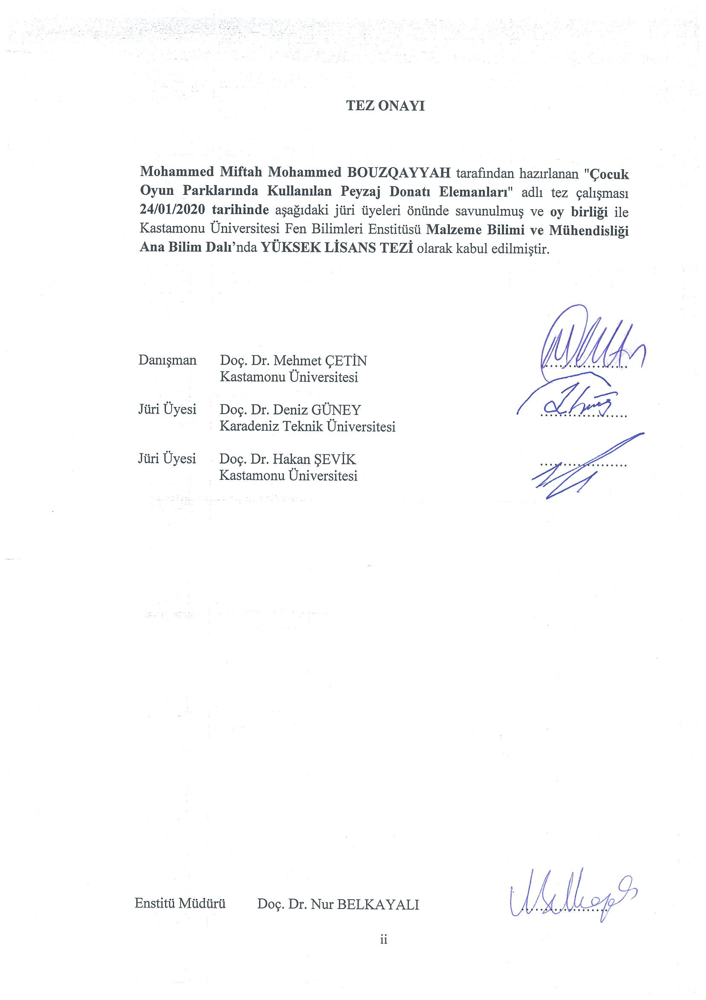 TEZ ONAYI
Mohammed Miftah Mohammed BOUZQAYYAH tarafından hazırlanan "Çocuk
Oyun Parklarında Kullanılan Peyzaj Donatı Elemanları" adlı tez çalışması
24/01/2020 tarihinde aşağıdaki jüri üyeleri önünde savunulmuş ve oy birliği ile
Kastamonu Üniversitesi Fen Bilimleri Enstitüsü Malzeme Bilimi ve Mühendisliği
Ana Bilim Dalı’nda YÜKSEK LİSANS TEZİ olarak kabul edilmiştir.
Danışman Doç. Dr. Mehmet ÇETİN
Kastamonu Üniversitesi
Jüri Üyesi Doç. Dr. Deniz GÜNEY
Karadeniz Teknik Üniversitesi
Jüri Üyesi Doç. Dr. Hakan ŞEVİK
Kastamonu Üniversitesi
Enstitü Müdürü Doç. Dr. Nur BELKAYALI
ii